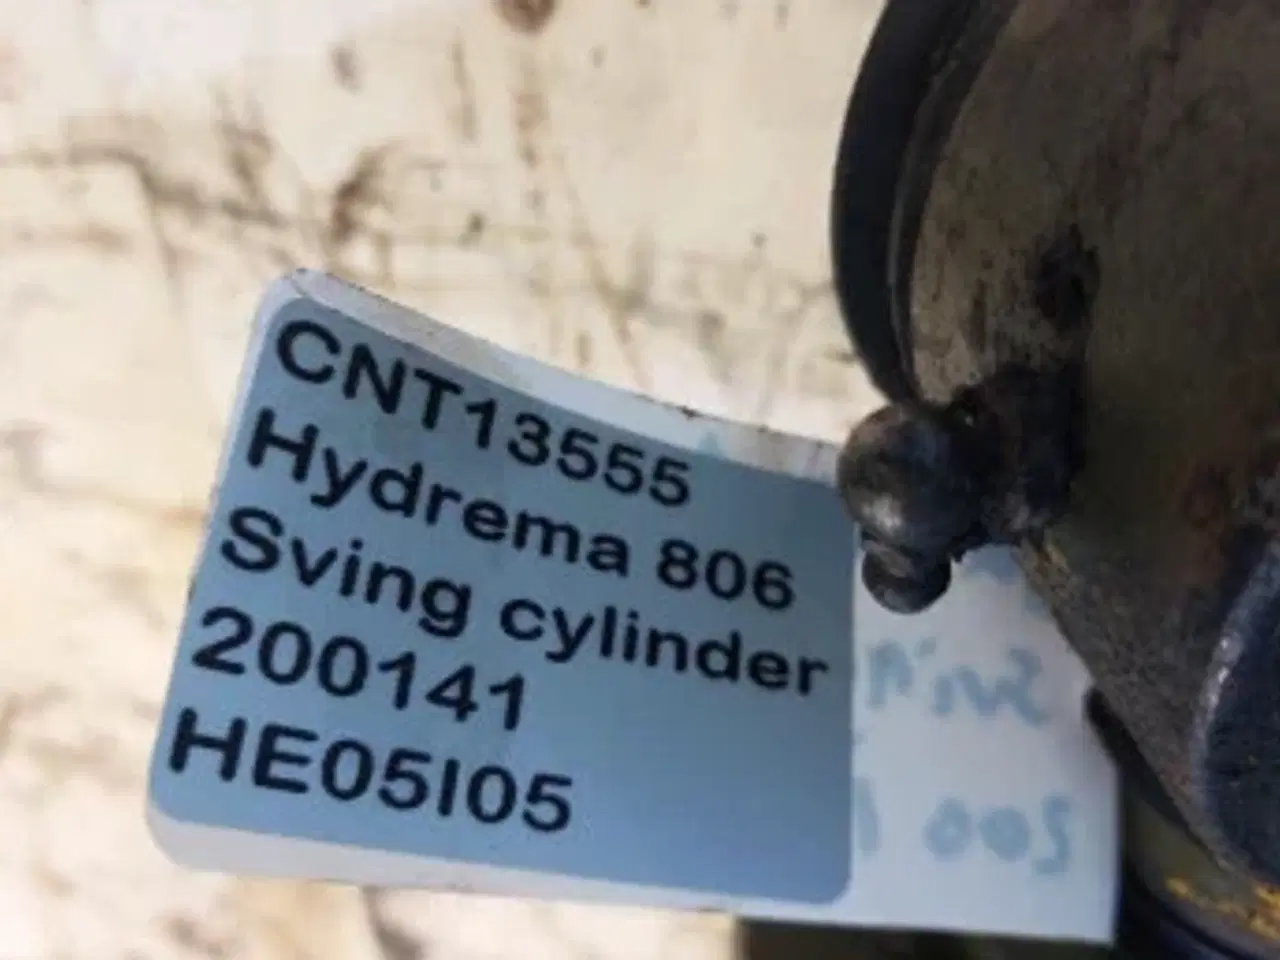 CNT13555
Hydrema 806
Sving cylinder
200141
HE05I05